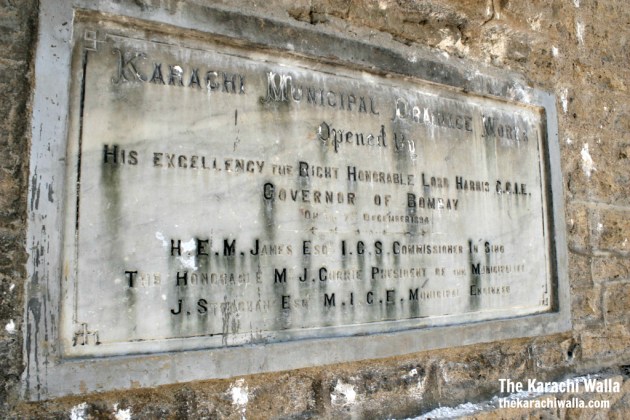 KARACHI MUNICIPAL DRAINAGE WORKS
Opened By
HIS EXCELLENCY THE RIGHT HONORABLE LORD HARRIS G.C.I.E.
GOVERNOR OF BOMBAY
DECEMBER
H.E.M. JAMES ESQ I.C.S. COMMISSIONER IN SIND
THE HONORABLE M J. CURRIE PRESIDENT OF THE MUNICIPALITY
J. STRACHAN ESQ M.I.C.E. MUNICIPAL ENGINEER
The Karachi Walla
thekarachiwalla.com